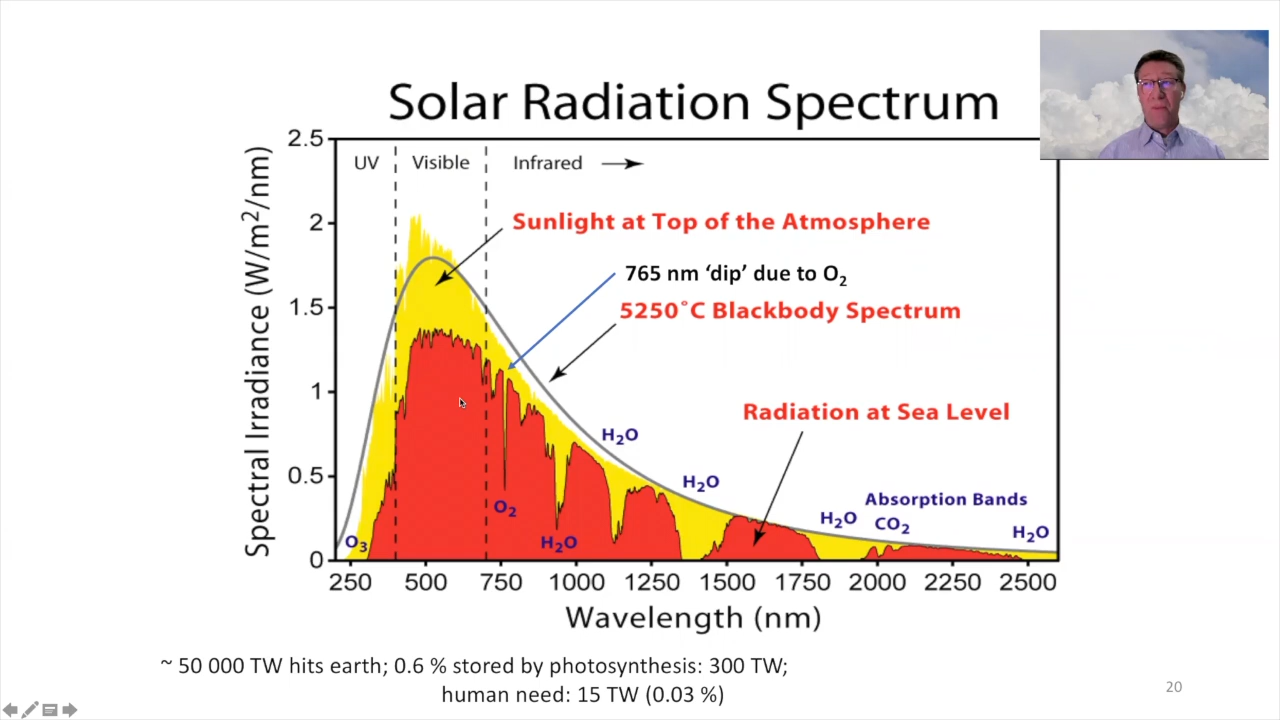 Solar Radiation Spectrum
Spectral Irradiance (W/m²/nm)
2.5
2
1.5
1
0.5
0
UV
Visible
Infrared
Sunlight at Top of the Atmosphere
765 nm ‘dip’ due to O₂
5250˚C Blackbody Spectrum
Radiation at Sea Level
H₂O
H₂O
Absorption Bands
H₂O
CO₂
H₂O
O₃
O₂
H₂O
250 500 750 1000 1250 1500 1750 2000 2250 2500
Wavelength (nm)
~ 50 000 TW hits earth; 0.6 % stored by photosynthesis: 300 TW;
human need: 15 TW (0.03 %)
20